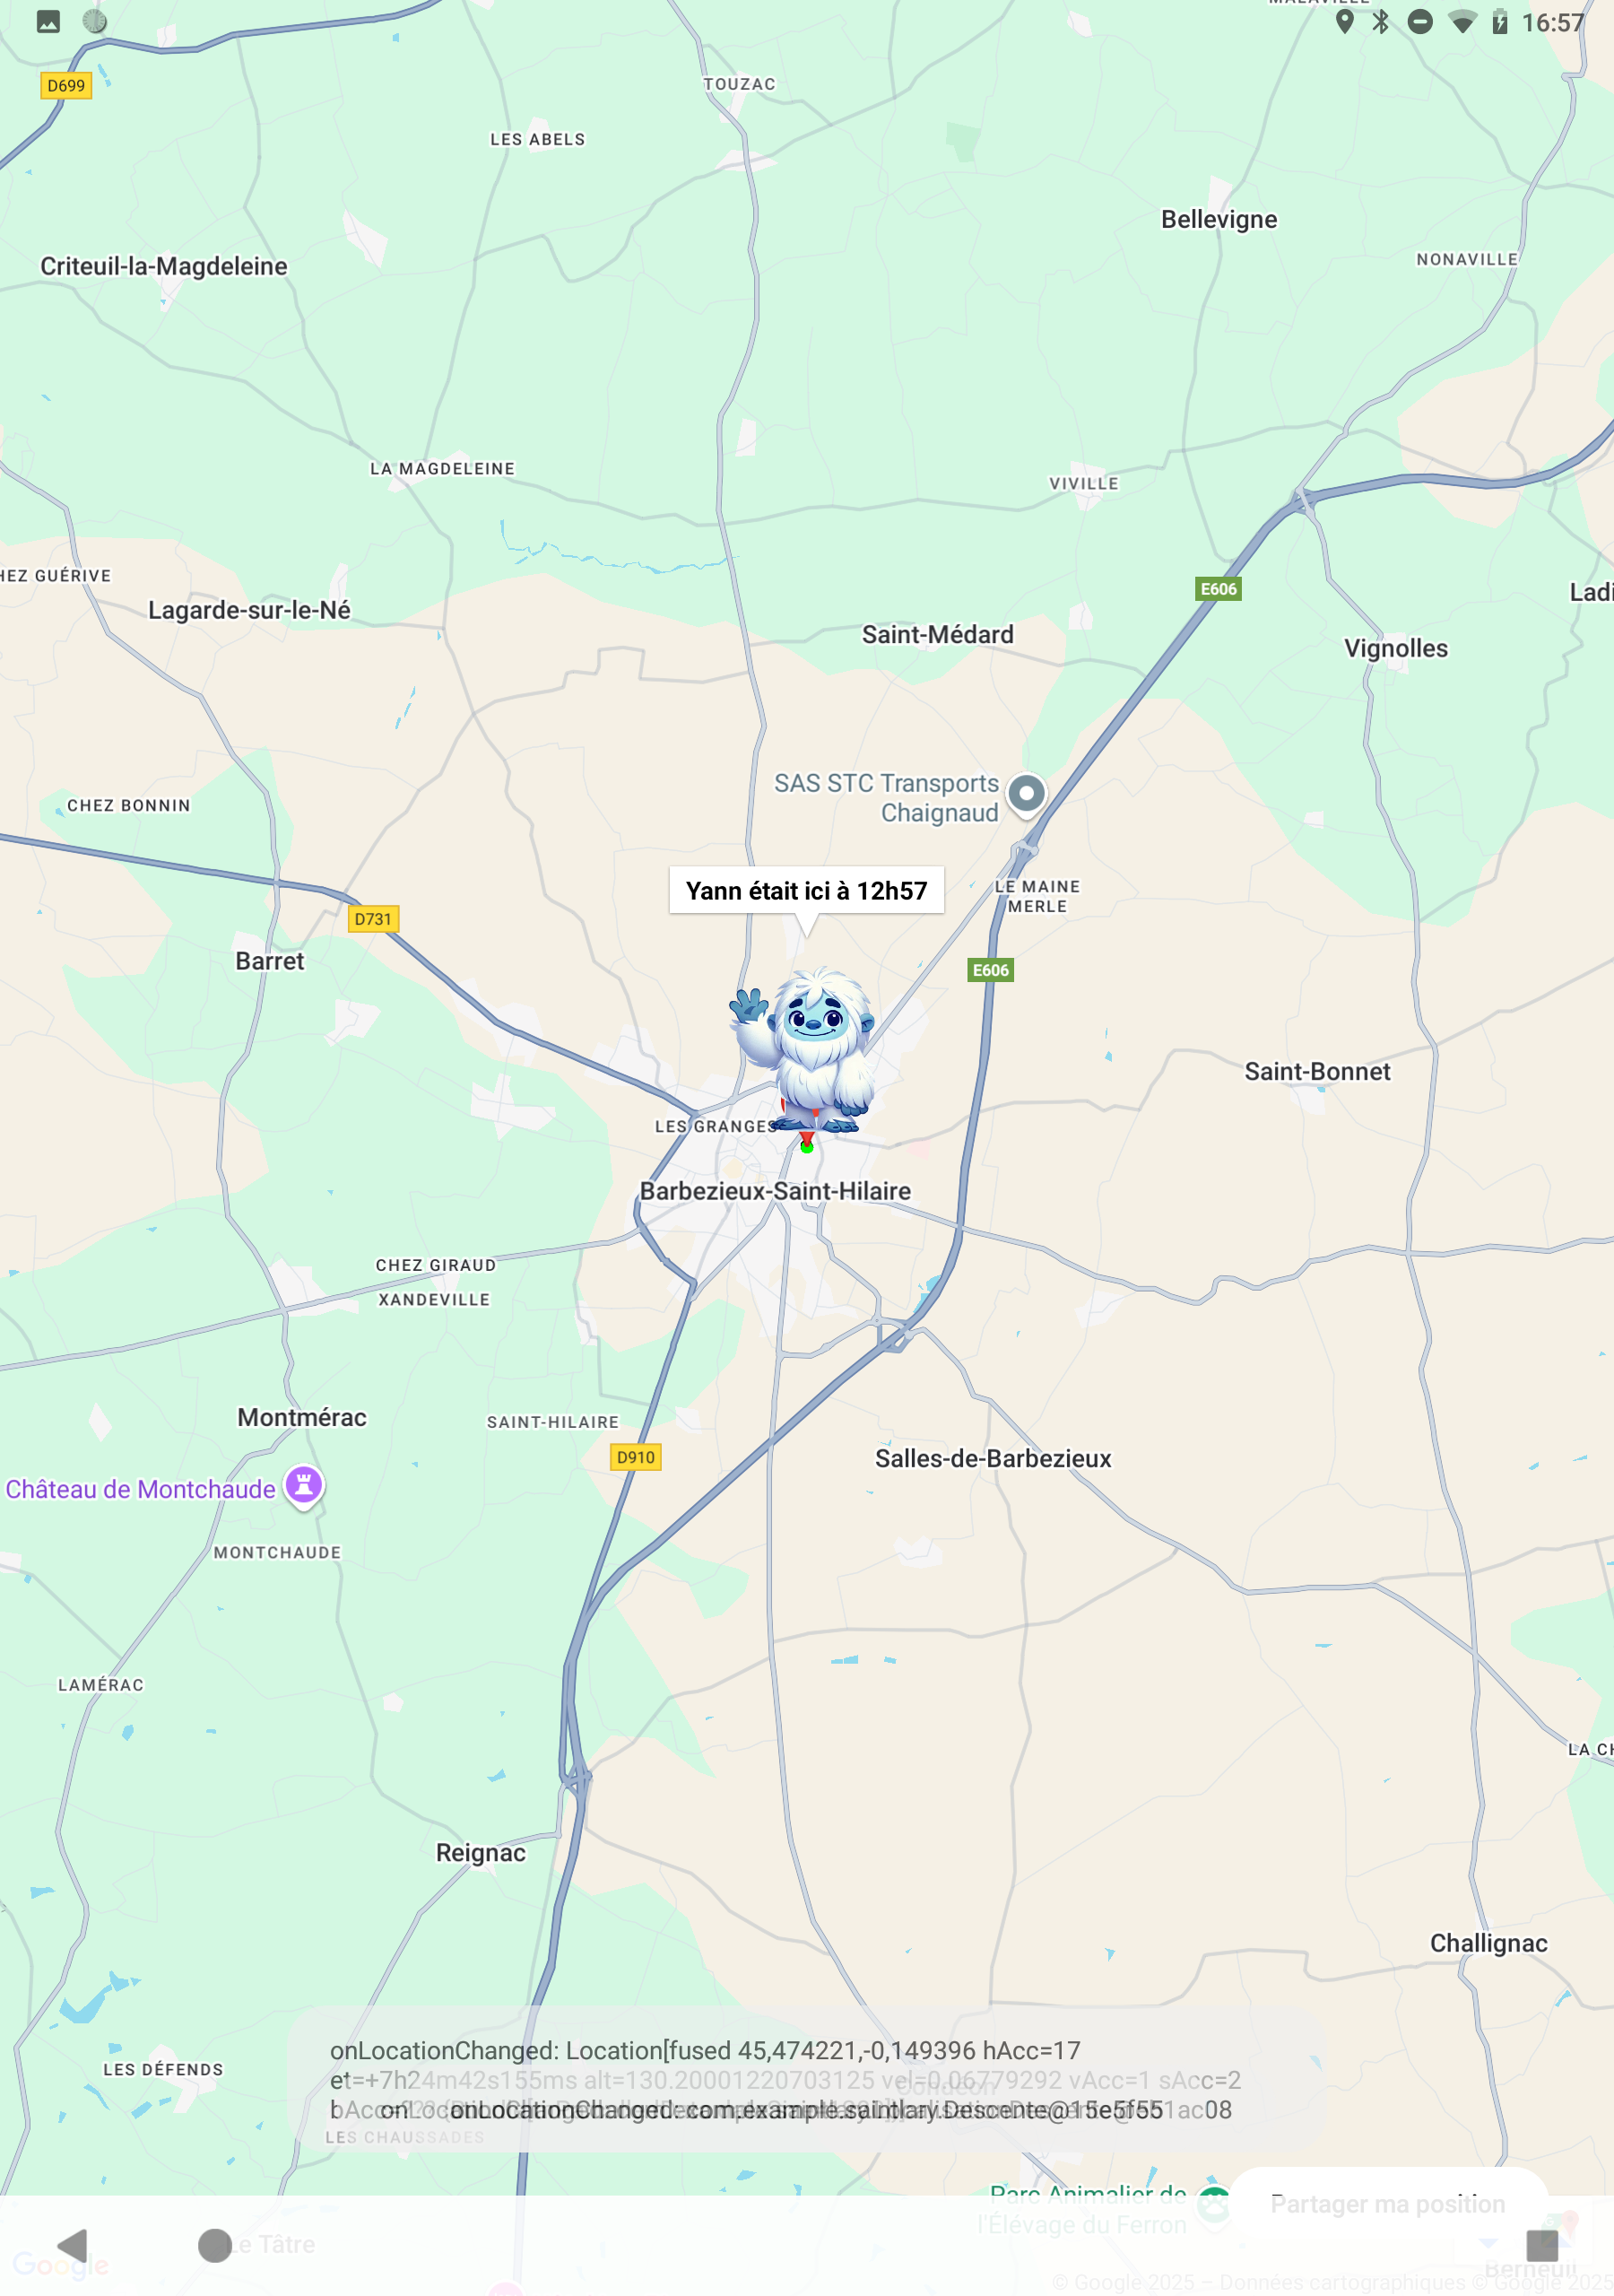 16:57
D699
TOUZAC
LES ABELS
Bellevigne
NONAVILLE
Criteuil-la-Magdeleine
LA MAGDELEINE
VIVILLE
HEZ GUÉRIVE
E606
Ladi
Lagarde-sur-le-Né
Saint-Médard
Vignolles
SAS STC Transports
Chaignaud
CHEZ BONNIN
Yann était ici à 12h57
LE MAINE
MERLE
D731
Barret
E606
Saint-Bonnet
LES GRANGES
Barbezieux-Saint-Hilaire
CHEZ GIRAUD
XANDEVILLE
Montmérac
SAINT-HILAIRE
D910
Salles-de-Barbezieux
Château de Montchaude
MONTCHAUDE
LAMÉRAC
LA CH
Reignac
Challignac
onLocationChanged: Location[fused 45,474221,-0,149396 hAcc=17
LES DÉFENDS
et=+7h24m42s155ms alt=130.20001220703125 vel=0.06779292 vAcc=1 sAcc=2
onLocationChanged: com.example.saintlary.Descente@15e5f55
LES CHAUSSADES
Parc Animalier de
l'Élevage du Ferron
Partager ma position
Le Tâtre
Google
Berneuil
© Google 2025 – Données cartographiques © Google 2025